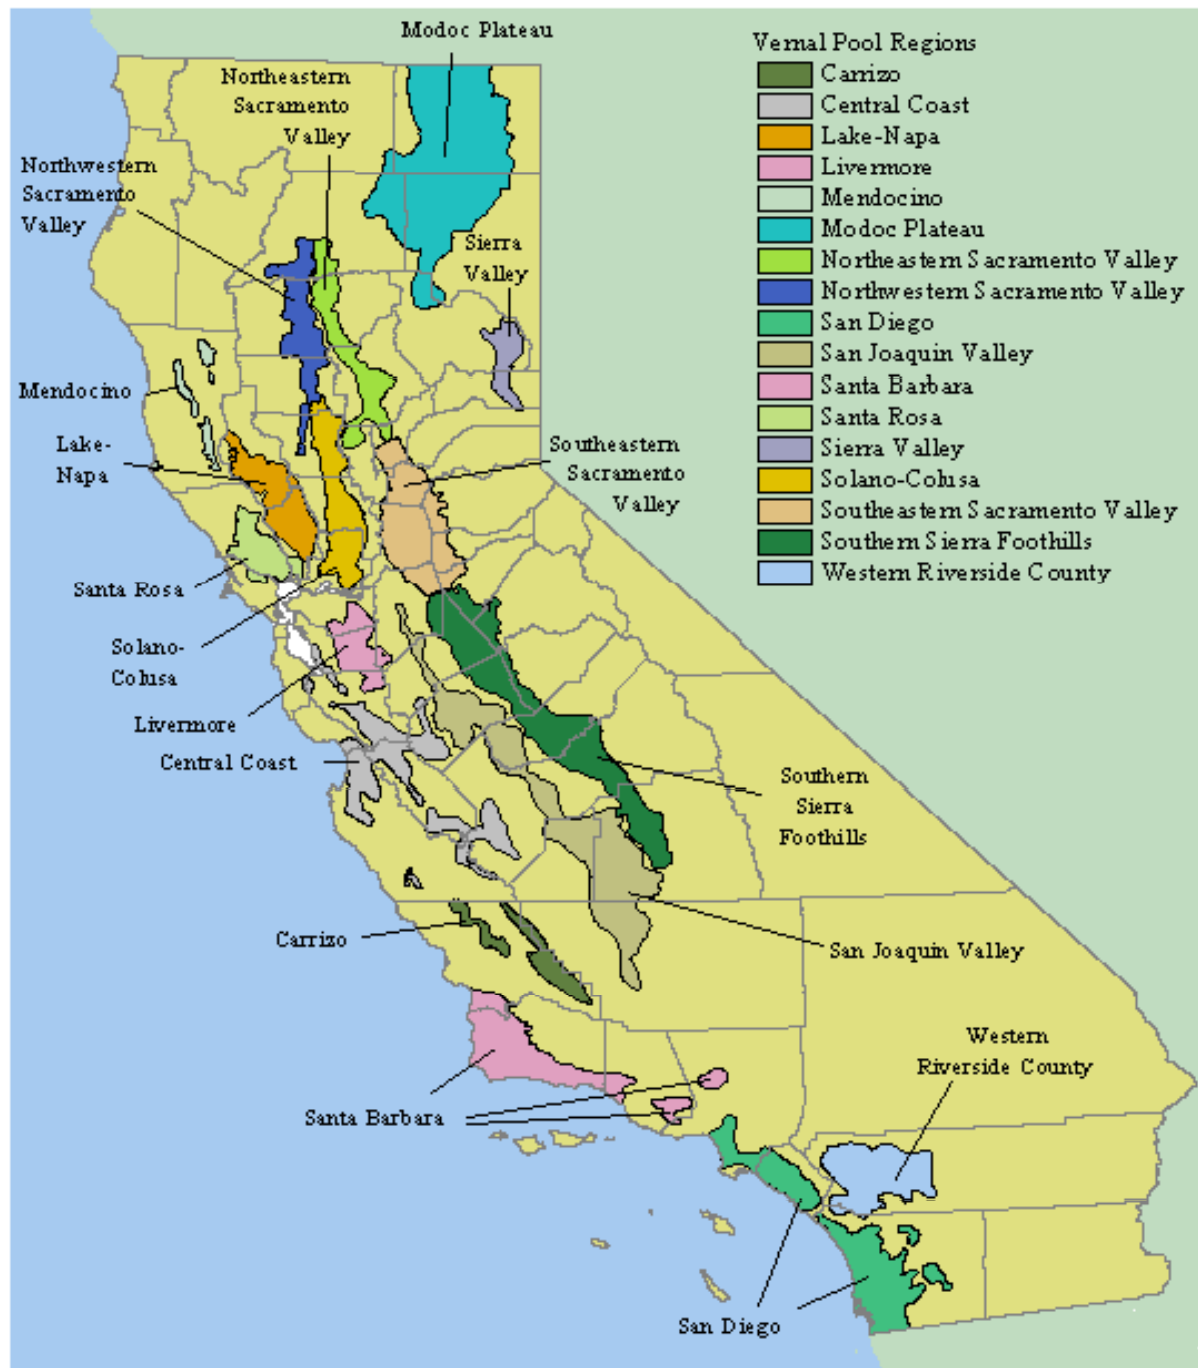 Modoc Plateau
Northeastern
Sacramento
Valley
Northwestern
Sacramento
Valley
Sierra
Valley
Mendocino
Lake-
Napa
Southeastern
Sacramento
Valley
Santa Rosa
Solano-
Colusa
Livermore
Central Coast
Southern
Sierra
Foothills
Carrizo
San Joaquin Valley
Western
Riverside County
Santa Barbara
San Diego
Vernal Pool Regions
Carrizo
Central Coast
Lake-Napa
Livermore
Mendocino
Modoc Plateau
Northeastern Sacramento Valley
Northwestern Sacramento Valley
San Diego
San Joaquin Valley
Santa Barbara
Santa Rosa
Sierra Valley
Solano-Colusa
Southeastern Sacramento Valley
Southern Sierra Foothills
Western Riverside County